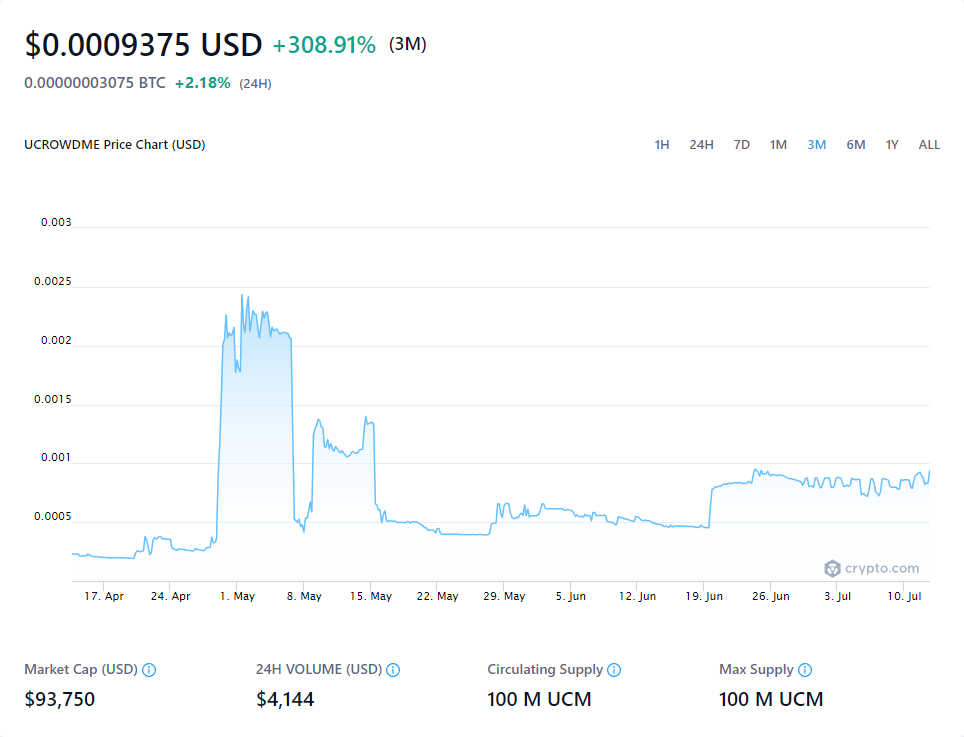 $0.0009375 USD +308.91% (3M)
0.00000003075 BTC +2.18% (24H)
UCROWDME Price Chart (USD) 1H 24H 7D 1M 3M 6M 1Y ALL
0.003
0.0025
0.002
0.0015
0.001
0.0005
crypto.com
17. Apr 24. Apr 1. May 8. May 15. May 22. May 29. May 5. Jun 12. Jun 19. Jun 26. Jun 3. Jul 10. Jul
Market Cap (USD) 24H VOLUME (USD) Circulating Supply Max Supply
$93,750 $4,144 100 M UCM 100 M UCM